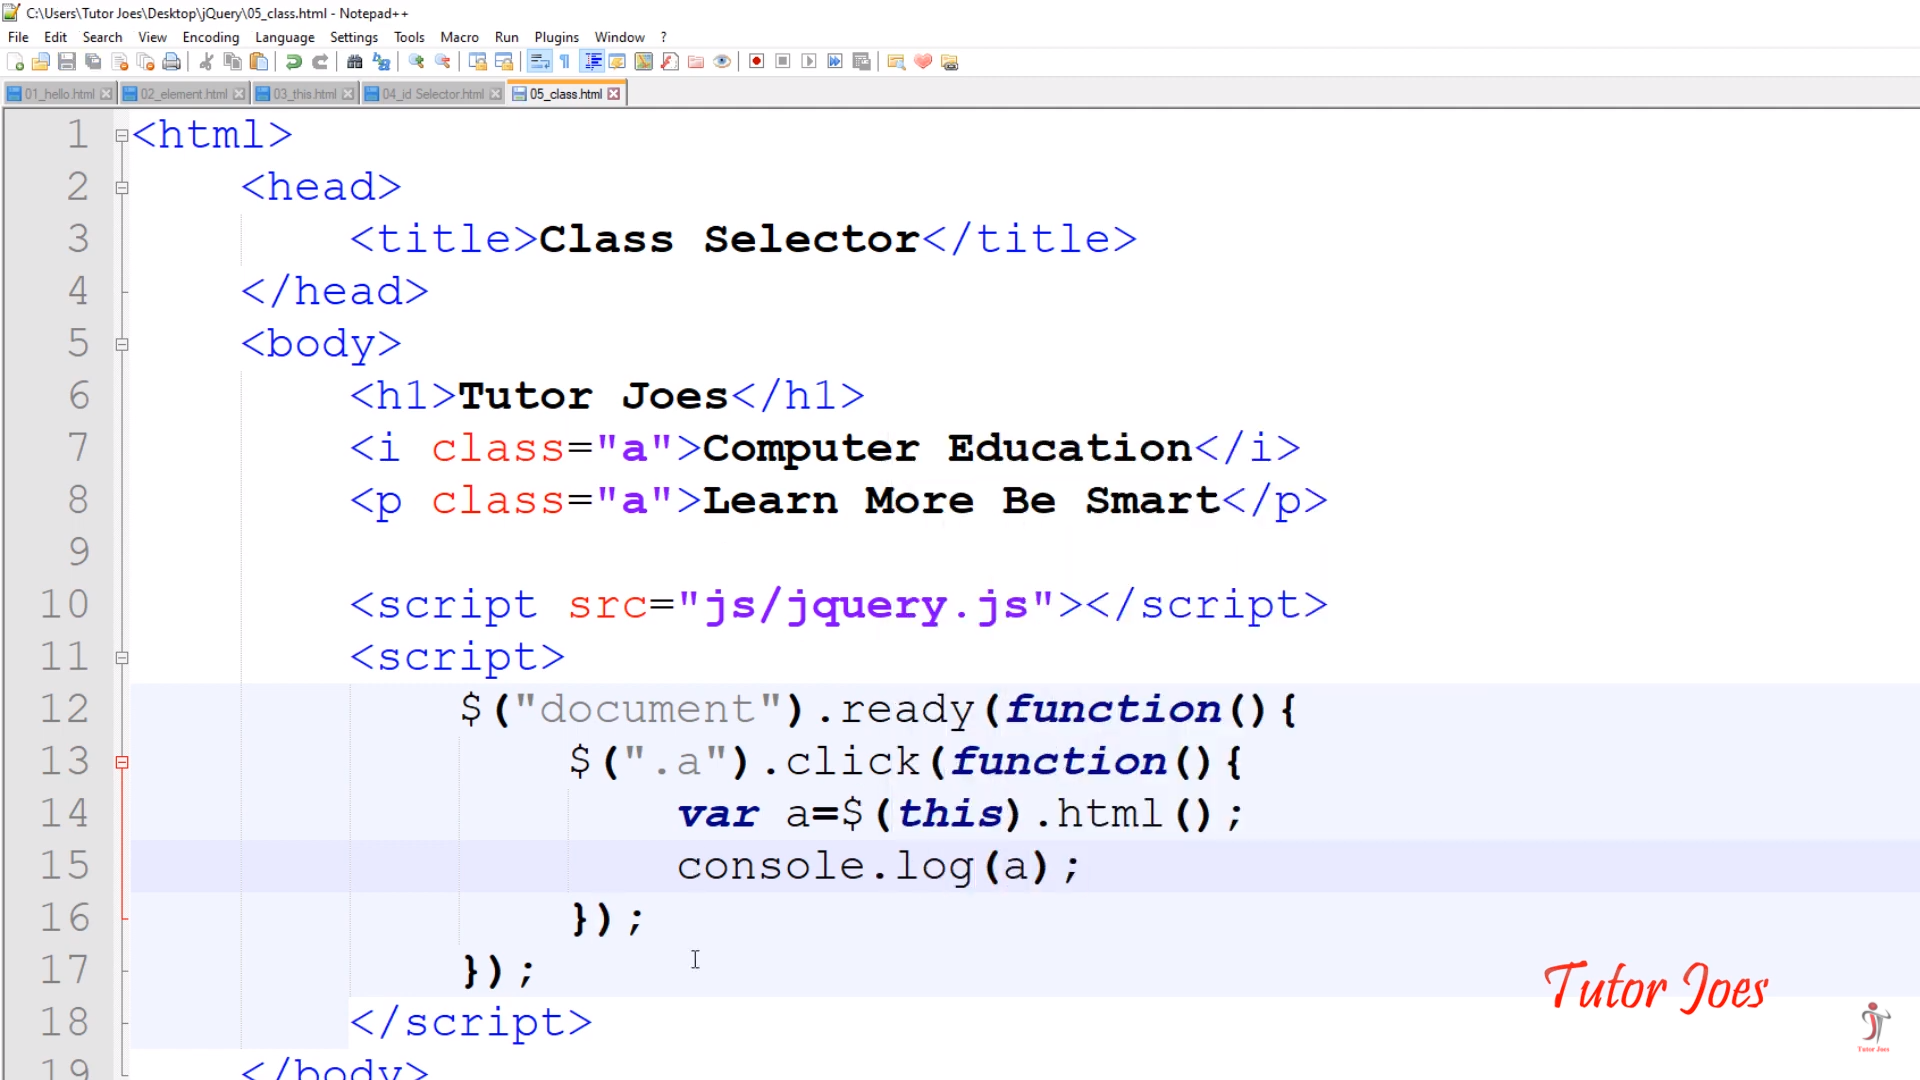 C:\Users\Tutor Joes\Desktop\jQuery\05_class.html - Notepad++
File Edit Search View Encoding Language Settings Tools Macro Run Plugins Window ?
01_hello.html 02_element.html 03_this.html 04_id Selector.html 05_class.html
1 <html>
2 <head>
3 <title>Class Selector</title>
4 </head>
5 <body>
6 <h1>Tutor Joes</h1>
7 <i class="a">Computer Education</i>
8 <p class="a">Learn More Be Smart</p>
9
10 <script src="js/jquery.js"></script>
11 <script>
12 $("document").ready(function(){
13 $(".a").click(function(){
14 var a=$(this).html();
15 console.log(a);
16 });
17 });
18 </script>
19 </body>
Tutor Joes
Tutor Joes